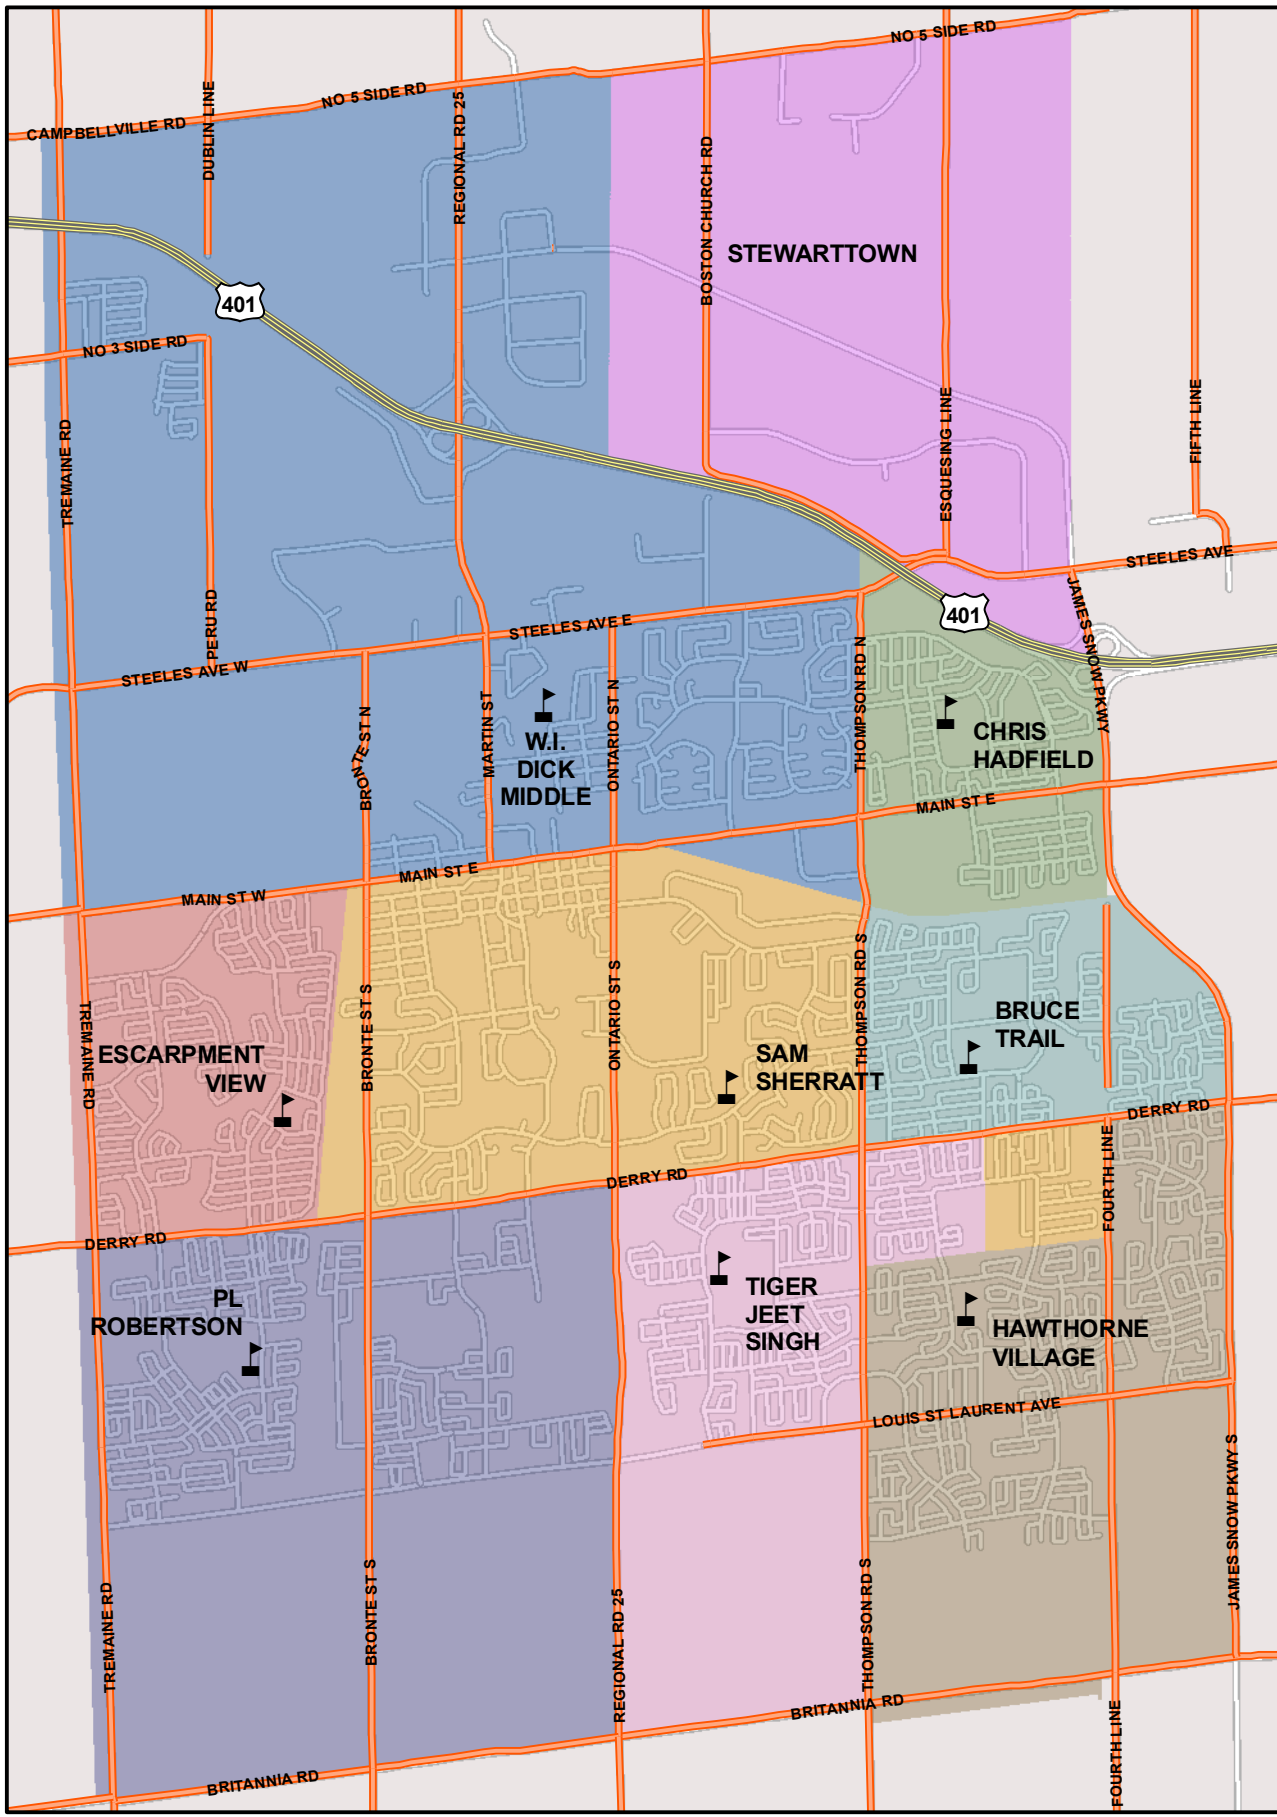 NO 5 SIDE RD
NO 5 SIDE RD
CAMPBELLVILLE RD
DUBLIN LINE
REGIONAL RD 25
BOSTON CHURCH RD
STEWARTTOWN
401
NO 3 SIDE RD
TREMAINE RD
ESQUESING LINE
FIFTH LINE
STEELES AVE
PERU RD
STEELES AVE W
STEELES AVE E
401
JAMES SNOW PKWY
BRONTE ST N
MARTIN ST
ONTARIO ST N
THOMPSON RD N
W.I.
DICK
MIDDLE
CHRIS
HADFIELD
MAIN ST E
MAIN ST E
MAIN ST W
TREMAINE RD
BRONTE ST S
ONTARIO ST S
THOMPSON RD S
ESCARPMENT
VIEW
SAM
SHERRATT
BRUCE
TRAIL
DERRY RD
DERRY RD
DERRY RD
FOURTH LINE
PL
ROBERTSON
TIGER
JEET
SINGH
HAWTHORNE
VILLAGE
LOUIS ST LAURENT AVE
JAMES SNOW PKWY S
TREMAINE RD
BRONTE ST S
REGIONAL RD 25
THOMPSON RD S
BRITANNIA RD
FOURTH LINE
BRITANNIA RD